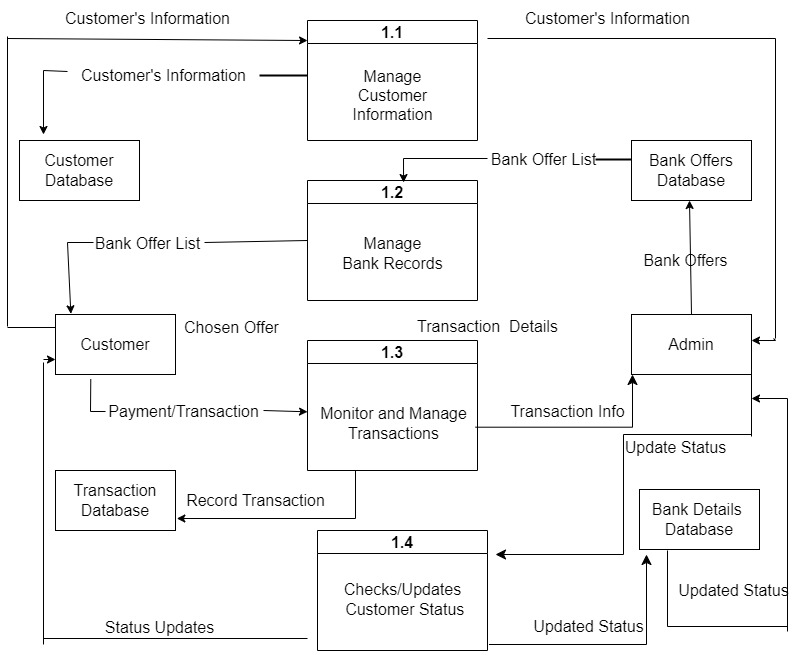 Customer's Information
Customer's Information
1.1
Manage
Customer
Information
Customer's Information
Customer
Database
Bank Offer List
Bank Offers
Database
1.2
Manage
Bank Records
Bank Offer List
Bank Offers
Customer
Chosen Offer
Transaction Details
Admin
1.3
Monitor and Manage
Transactions
Payment/Transaction
Transaction Info
Update Status
Transaction
Database
Record Transaction
Bank Details
Database
1.4
Checks/Updates
Customer Status
Updated Status
Status Updates
Updated Status